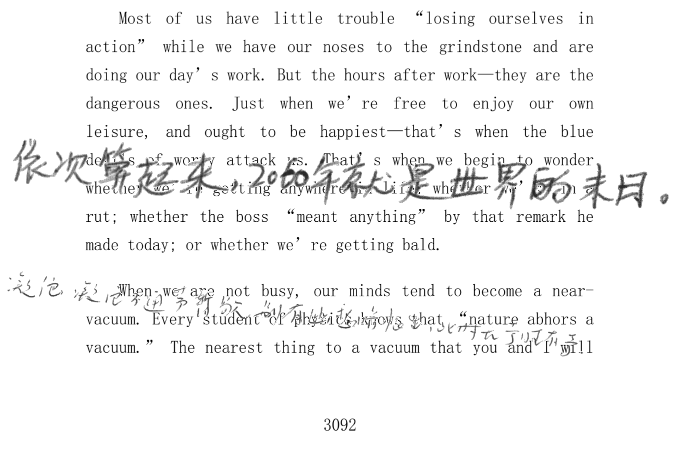 Most of us have little trouble “losing ourselves in
action” while we have our noses to the grindstone and are
doing our day’s work. But the hours after work—they are the
dangerous ones. Just when we’re free to enjoy our own
leisure, and ought to be happiest—that’s when the blue
devils of worry attack us. That’s when we begin to wonder
依次算起来，2000年就是世界的末日。
whether we’re getting anywhere in life; whether we’re in a
rut; whether the boss “meant anything” by that remark he
made today; or whether we’re getting bald.
When we are not busy, our minds tend to become a near-
vacuum. Every student of physics knows that “nature abhors a
vacuum.” The nearest thing to a vacuum that you and I will
3092